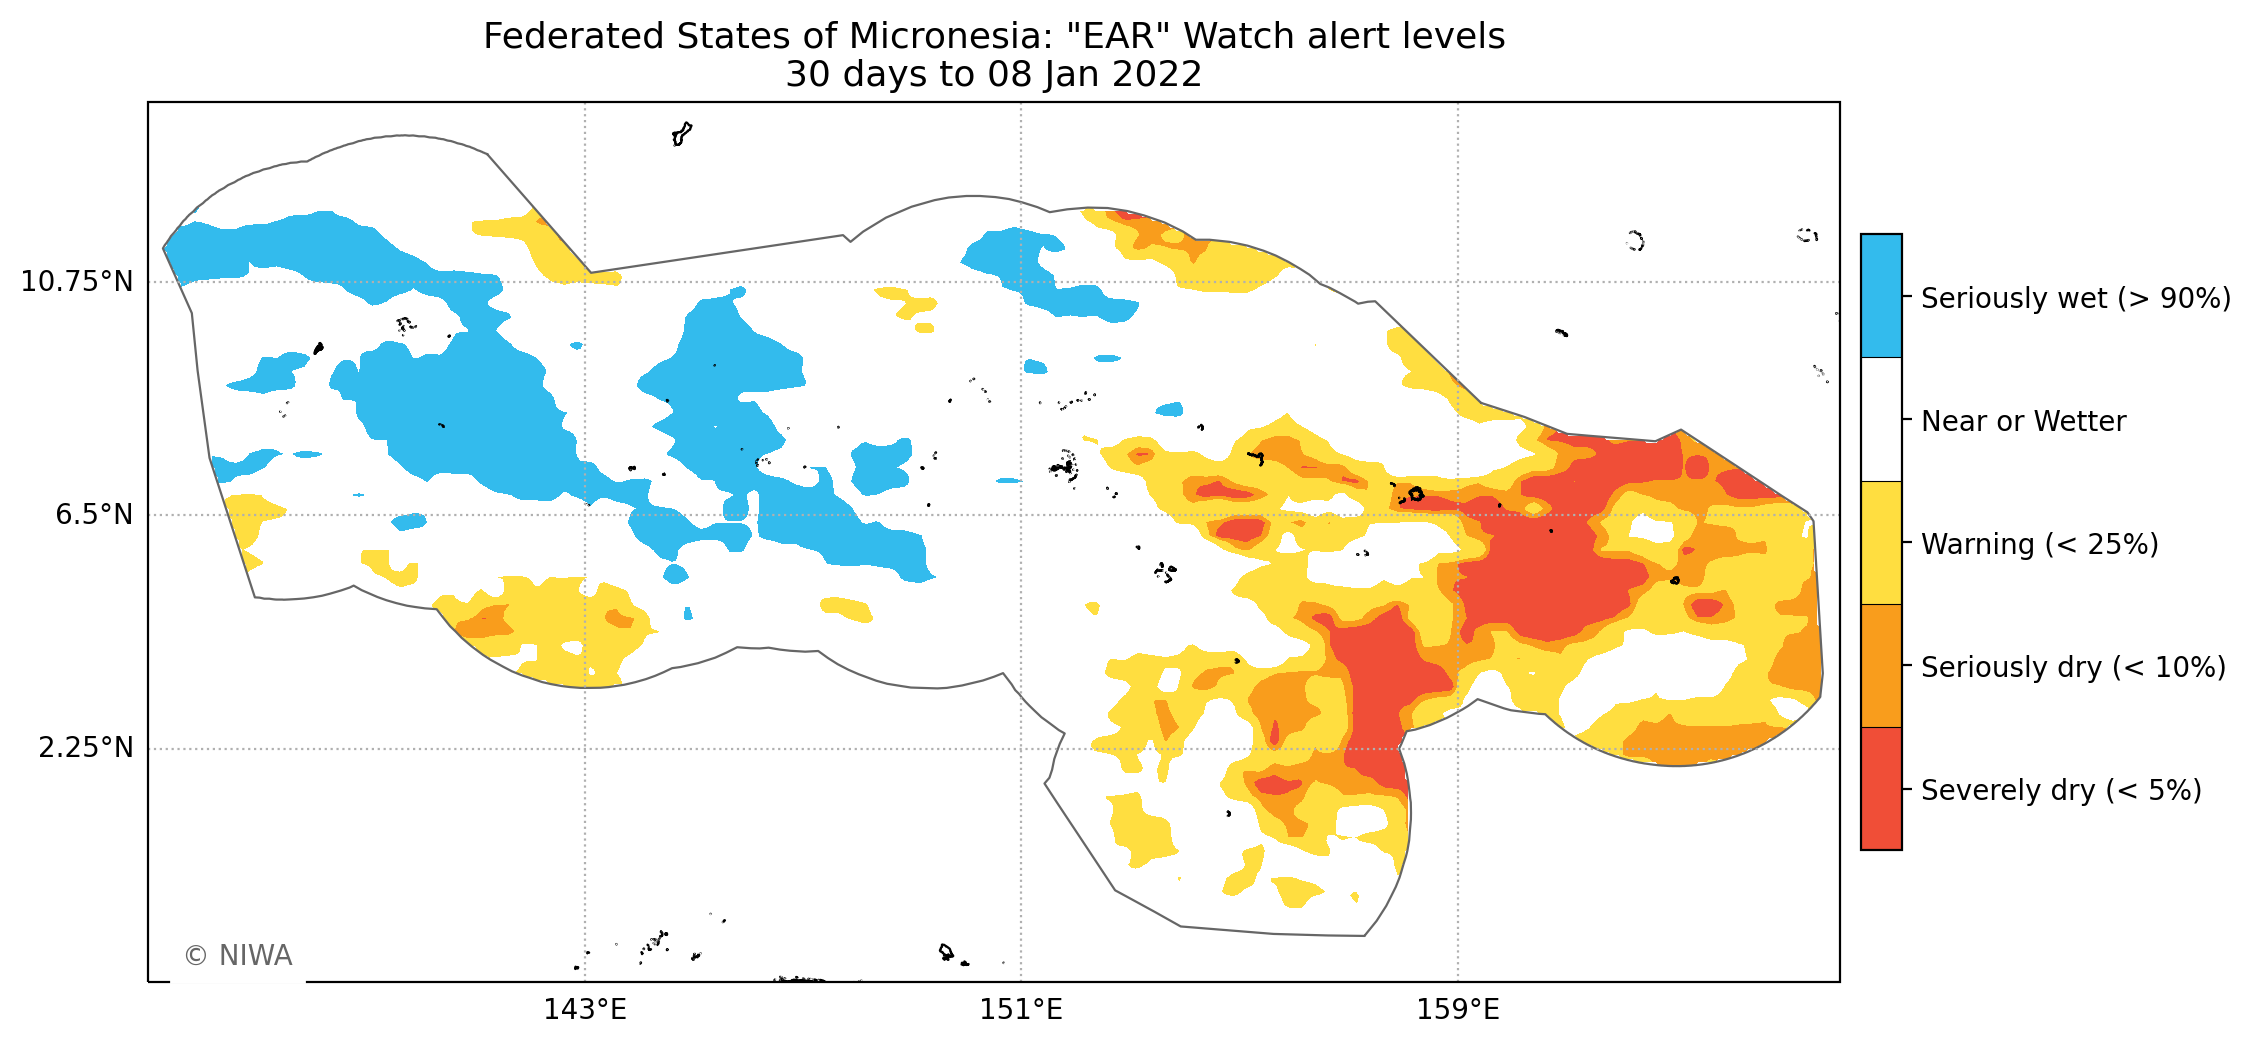 Federated States of Micronesia: "EAR" Watch alert levels
30 days to 08 Jan 2022
10.75°N
6.5°N
2.25°N
143°E
151°E
159°E
Seriously wet (> 90%)
Near or Wetter
Warning (< 25%)
Seriously dry (< 10%)
Severely dry (< 5%)
© NIWA